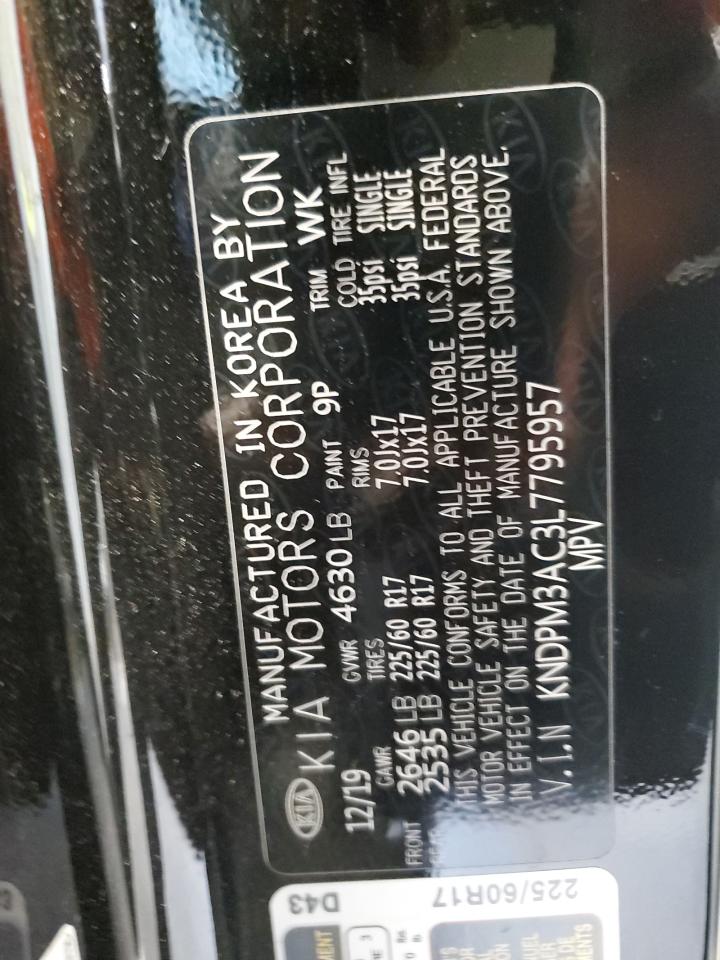 MANUFACTURED IN KOREA BY
KIA KIA MOTORS CORPORATION
12/19 GVWR 4630 LB PAINT 9P TRIM WK
GAWR TIRES RIMS COLD TIRE INFL
FRONT 2646 LB 225/60 R17 7.0Jx17 35psi SINGLE
2535 LB 225/60 R17 7.0Jx17 35psi SINGLE
THIS VEHICLE CONFORMS TO ALL APPLICABLE U.S.A. FEDERAL
MOTOR VEHICLE SAFETY AND THEFT PREVENTION STANDARDS
IN EFFECT ON THE DATE OF MANUFACTURE SHOWN ABOVE.
V.I.N KNDPM3AC3L7795957
MPV
D43
225/60R17